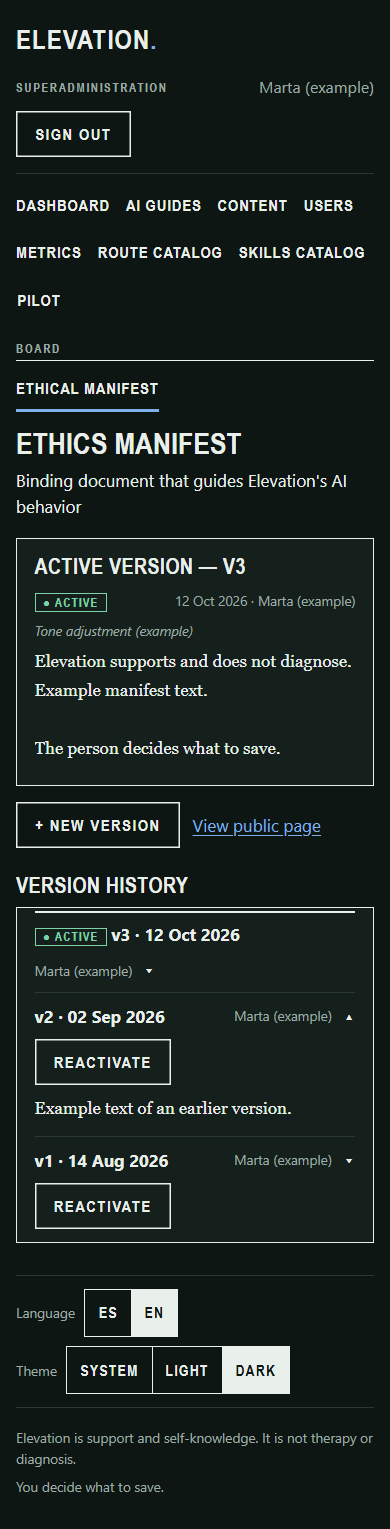 ELEVATION.
SUPERADMINISTRATION Marta (example)
SIGN OUT
DASHBOARD AI GUIDES CONTENT USERS
METRICS ROUTE CATALOG SKILLS CATALOG
PILOT
BOARD
ETHICAL MANIFEST
ETHICS MANIFEST
Binding document that guides Elevation's AI
behavior
ACTIVE VERSION — V3
● ACTIVE 12 Oct 2026 · Marta (example)
Tone adjustment (example)
Elevation supports and does not diagnose.
Example manifest text.
The person decides what to save.
+ NEW VERSION View public page
VERSION HISTORY
● ACTIVE v3 · 12 Oct 2026
Marta (example) ▾
v2 · 02 Sep 2026 Marta (example) ▴
REACTIVATE
Example text of an earlier version.
v1 · 14 Aug 2026 Marta (example) ▾
REACTIVATE
Language ES EN
Theme SYSTEM LIGHT DARK
Elevation is support and self-knowledge. It is not therapy or
diagnosis.
You decide what to save.